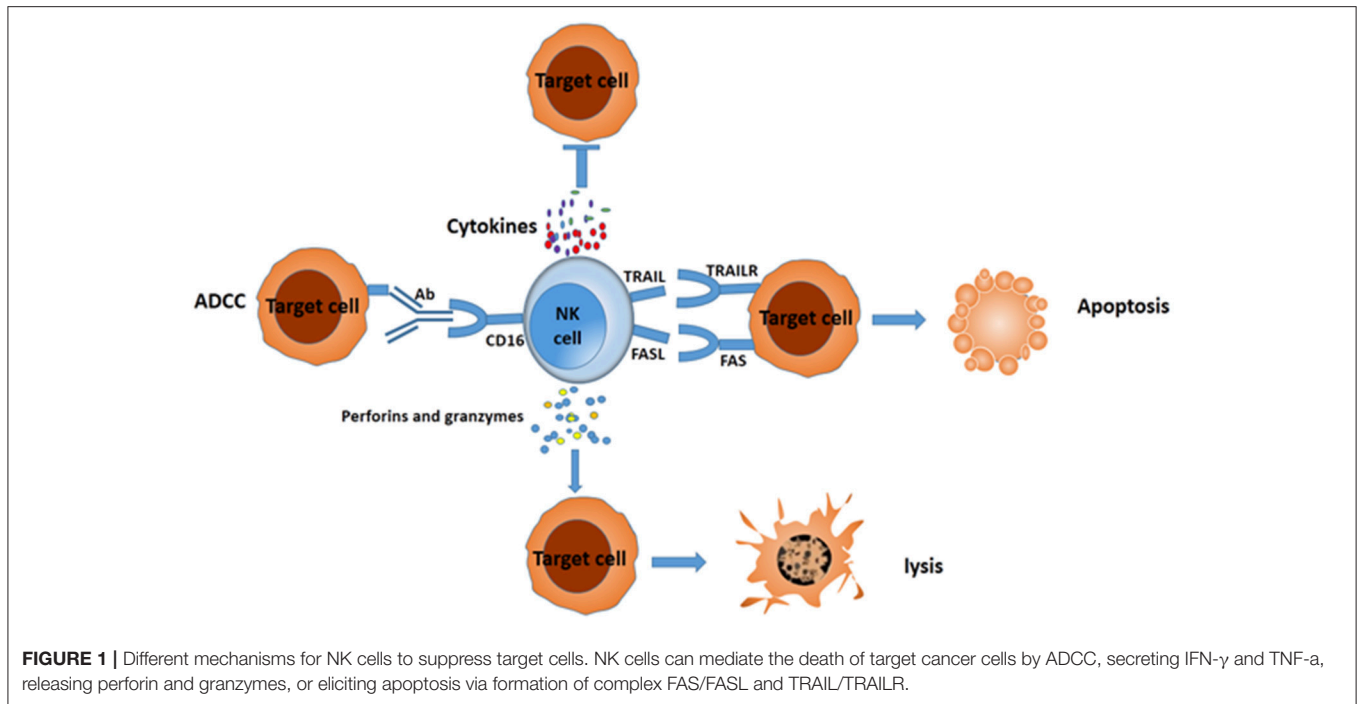 Target cell
Cytokines
TRAIL
TRAILR
ADCC
Target cell
Ab
CD16
NK
cell
FASL
FAS
Target cell
Apoptosis
Perforins and granzymes
Target cell
lysis
FIGURE 1 | Different mechanisms for NK cells to suppress target cells. NK cells can mediate the death of target cancer cells by ADCC, secreting IFN-γ and TNF-a,
releasing perforin and granzymes, or eliciting apoptosis via formation of complex FAS/FASL and TRAIL/TRAILR.